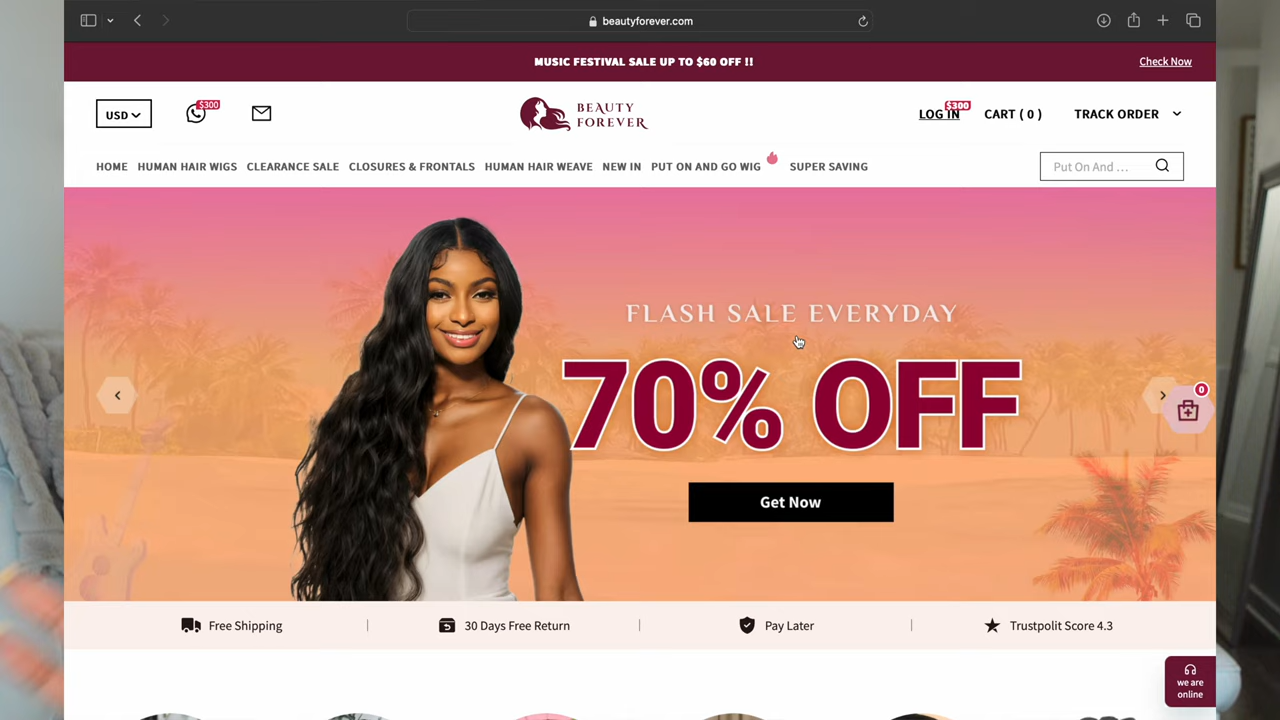 beautyforever.com
MUSIC FESTIVAL SALE UP TO $60 OFF !!
Check Now
USD
$300
BEAUTY
FOREVER
$300
LOG IN
CART ( 0 )
TRACK ORDER
HOME
HUMAN HAIR WIGS
CLEARANCE SALE
CLOSURES & FRONTALS
HUMAN HAIR WEAVE
NEW IN
PUT ON AND GO WIG
SUPER SAVING
Put On And ...
FLASH SALE EVERYDAY
70% OFF
0
Get Now
Free Shipping
30 Days Free Return
Pay Later
Trustpolit Score 4.3
we are
online